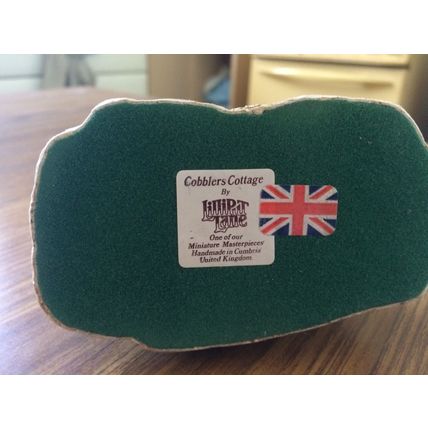 Cobblers Cottage
By
Lilliput
Lane
One of our
Miniature Masterpieces
Handmade in Cumbria
United Kingdom